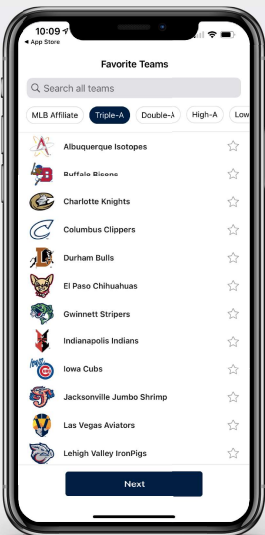 10:09
App Store
Favorite Teams
Search all teams
MLB Affiliate Triple-A Double-A High-A Low
Albuquerque Isotopes
Buffalo Bisons
Charlotte Knights
Columbus Clippers
Durham Bulls
El Paso Chihuahuas
Gwinnett Stripers
Indianapolis Indians
Iowa Cubs
Jacksonville Jumbo Shrimp
Las Vegas Aviators
Lehigh Valley IronPigs
Next